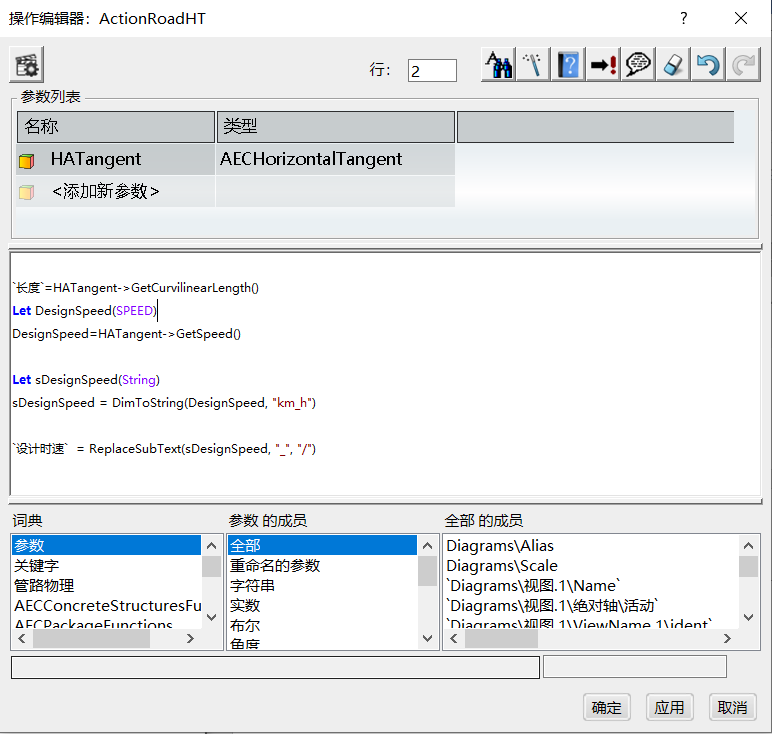 操作编辑器：ActionRoadHT
行：
2
参数列表
名称 类型
HATangent AECHorizontalTangent
<添加新参数>
`长度`=HATangent->GetCurvilinearLength()
Let DesignSpeed(SPEED)
DesignSpeed=HATangent->GetSpeed()
Let sDesignSpeed(String)
sDesignSpeed = DimToString(DesignSpeed, "km_h")
`设计时速` = ReplaceSubText(sDesignSpeed, "_", "/")
词典
参数
关键字
管路物理
AECConcreteStructuresFu
AECPackageFunctions
参数 的成员
全部
重命名的参数
字符串
实数
布尔
角度
全部 的成员
Diagrams\Alias
Diagrams\Scale
`Diagrams\视图.1\Name`
`Diagrams\视图.1\绝对轴\活动`
`Diagrams\视图.1\ViewName.1\ident`
确定 应用 取消